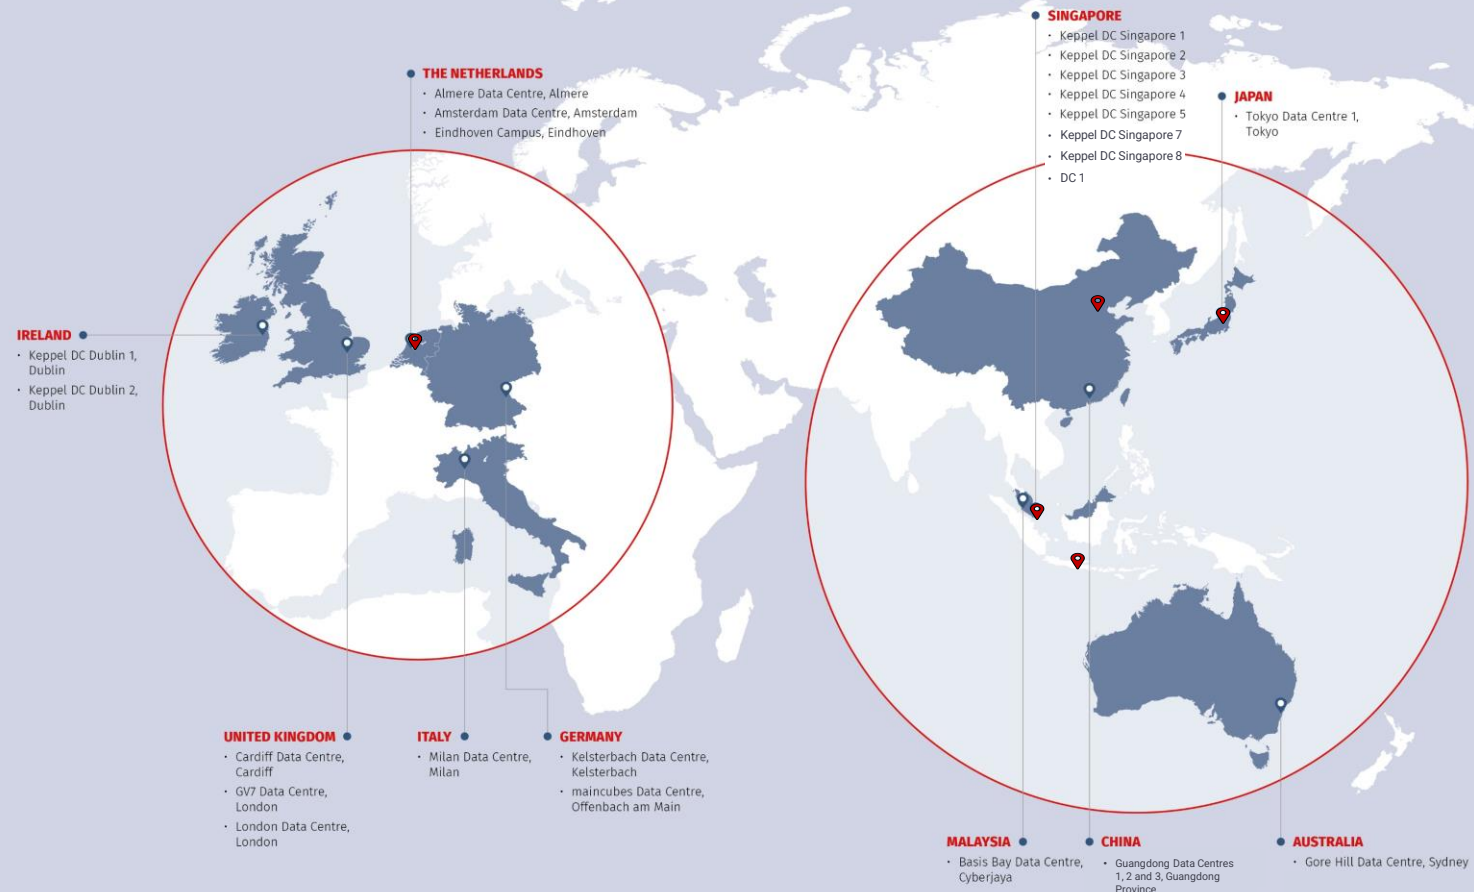 SINGAPORE
• Keppel DC Singapore 1
• Keppel DC Singapore 2
• Keppel DC Singapore 3
• Keppel DC Singapore 4
• Keppel DC Singapore 5
• Keppel DC Singapore 7
• Keppel DC Singapore 8
• DC 1
THE NETHERLANDS
• Almere Data Centre, Almere
• Amsterdam Data Centre, Amsterdam
• Eindhoven Campus, Eindhoven
JAPAN
• Tokyo Data Centre 1,
Tokyo
IRELAND
• Keppel DC Dublin 1,
Dublin
• Keppel DC Dublin 2,
Dublin
UNITED KINGDOM
• Cardiff Data Centre,
Cardiff
• GV7 Data Centre,
London
• London Data Centre,
London
ITALY
• Milan Data Centre,
Milan
GERMANY
• Kelsterbach Data Centre,
Kelsterbach
• maincubes Data Centre,
Offenbach am Main
MALAYSIA
• Basis Bay Data Centre,
Cyberjaya
CHINA
• Guangdong Data Centres
1, 2 and 3, Guangdong
Province
AUSTRALIA
• Gore Hill Data Centre, Sydney